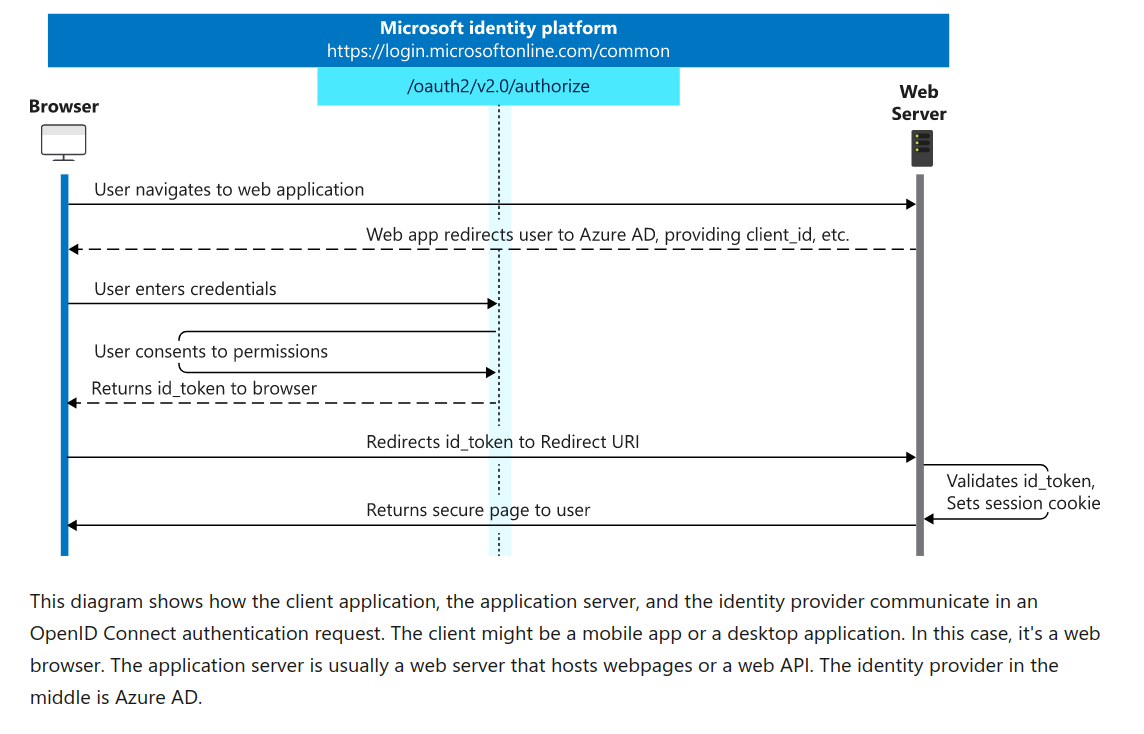 Microsoft identity platform
https://login.microsoftonline.com/common
/oauth2/v2.0/authorize
Browser
Web
Server
User navigates to web application
Web app redirects user to Azure AD, providing client_id, etc.
User enters credentials
User consents to permissions
Returns id_token to browser
Redirects id_token to Redirect URI
Validates id_token,
Sets session cookie
Returns secure page to user
This diagram shows how the client application, the application server, and the identity provider communicate in an
OpenID Connect authentication request. The client might be a mobile app or a desktop application. In this case, it's a web
browser. The application server is usually a web server that hosts webpages or a web API. The identity provider in the
middle is Azure AD.